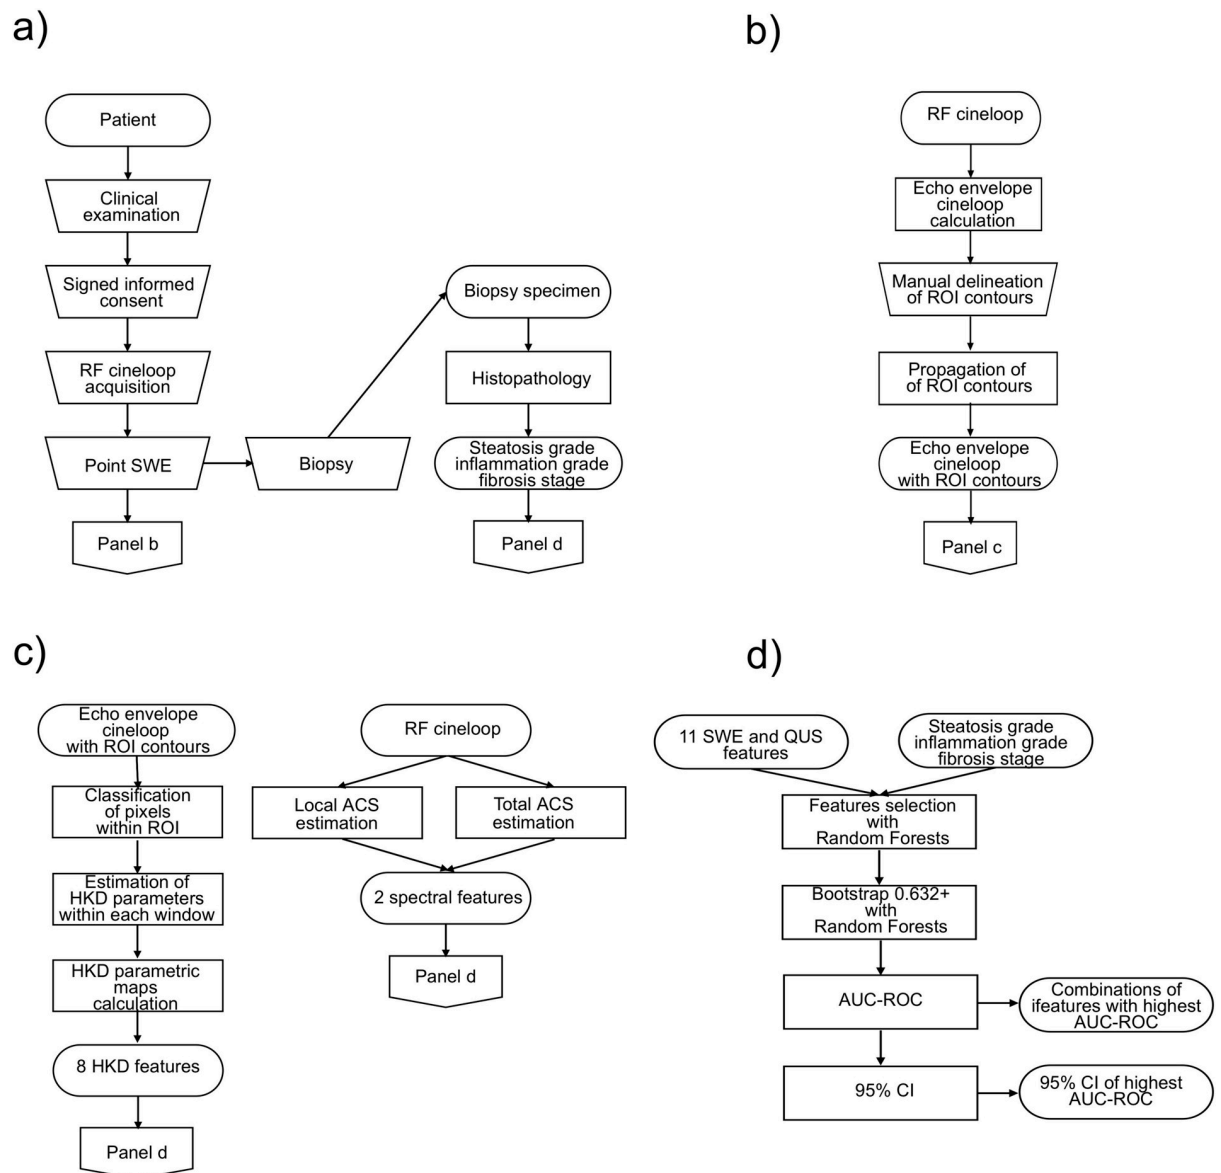 a)
Patient
Clinical
examination
Signed informed
consent
RF cineloop
acquisition
Point SWE
Panel b
Biopsy
Biopsy specimen
Histopathology
Steatosis grade
inflammation grade
fibrosis stage
Panel d
b)
RF cineloop
Echo envelope
cineloop
calculation
Manual delineation
of ROI contours
Propagation of
of ROI contours
Echo envelope
cineloop
with ROI contours
Panel c
c)
Echo envelope
cineloop
with ROI contours
Classification
of pixels
within ROI
Estimation of
HKD parameters
within each window
HKD parametric
maps
calculation
8 HKD features
Panel d
RF cineloop
Local ACS
estimation
Total ACS
estimation
2 spectral features
Panel d
d)
11 SWE and QUS
features
Steatosis grade
inflammation grade
fibrosis stage
Features selection
with
Random Forests
Bootstrap 0.632+
with
Random Forests
AUC-ROC
Combinations of
ifeatures with highest
AUC-ROC
95% CI
95% CI of highest
AUC-ROC